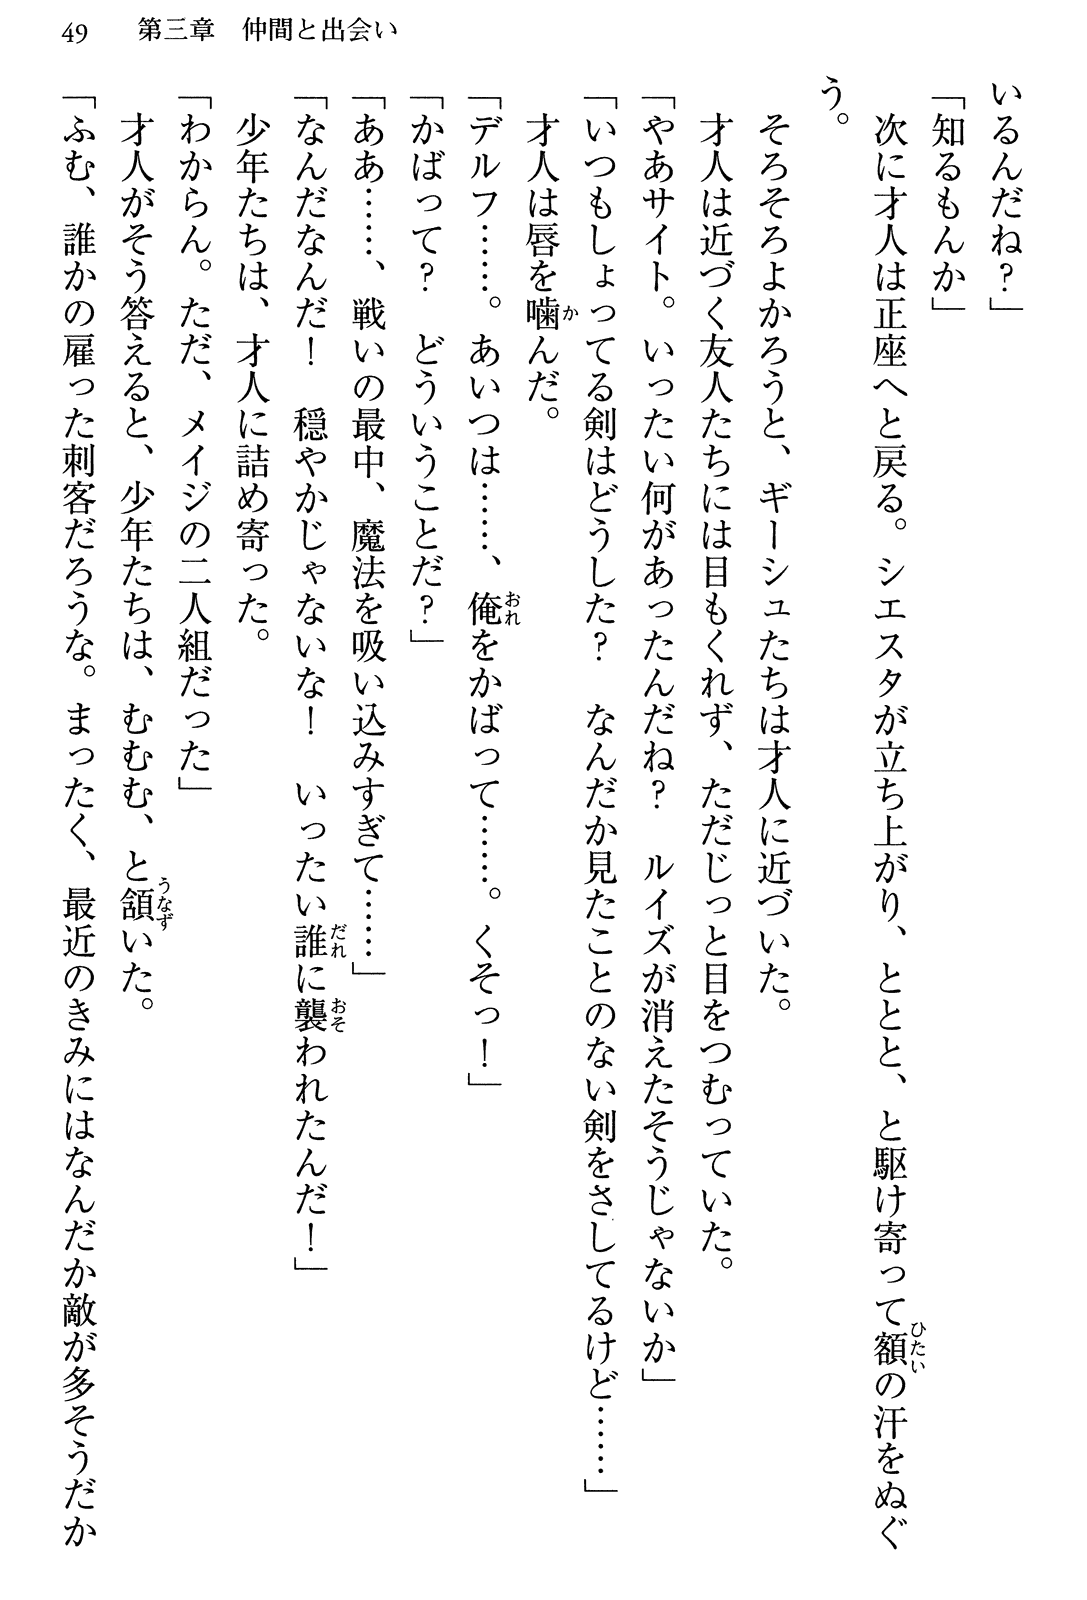 49　第三章　仲間と出会い
いるんだね？」
「知るもんか」
　次に才人は正座へと戻る。シエスタが立ち上がり、ととと、と駆け寄って額の汗をぬぐ
う。
　そろそろよかろうと、ギーシュたちは才人に近づいた。
　才人は近づく友人たちには目もくれず、ただじっと目をつむっていた。
「やあサイト。いったい何があったんだね？　ルイズが消えたそうじゃないか」
「いつもしょってる剣はどうした？　なんだか見たことのない剣をさしてるけど……」
　才人は唇を噛んだ。
「デルフ……。あいつは……、俺をかばって……。くそっ！」
「かばって？　どういうことだ？」
「ああ……、戦いの最中、魔法を吸い込みすぎて……」
「なんだなんだ！　穏やかじゃないな！　いったい誰に襲われたんだ！」
　少年たちは、才人に詰め寄った。
「わからん。ただ、メイジの二人組だった」
　才人がそう答えると、少年たちは、むむむ、と頷いた。
「ふむ、誰かの雇った刺客だろうな。まったく、最近のきみにはなんだか敵が多そうだか